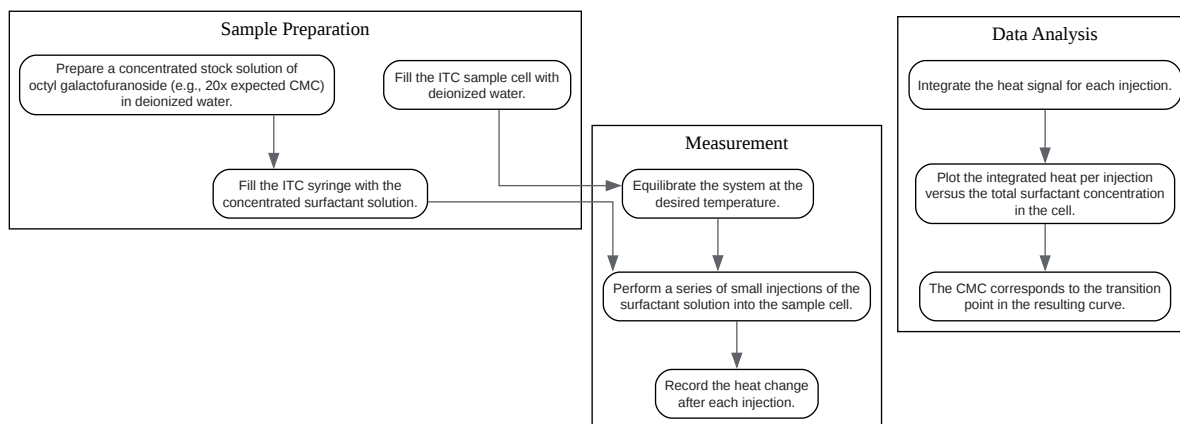 Sample Preparation
Prepare a concentrated stock solution of
octyl galactofuranoside (e.g., 20x expected CMC)
in deionized water.
Fill the ITC sample cell with
deionized water.
Fill the ITC syringe with the
concentrated surfactant solution.
Measurement
Equilibrate the system at the
desired temperature.
Perform a series of small injections of the
surfactant solution into the sample cell.
Record the heat change
after each injection.
Data Analysis
Integrate the heat signal for each injection.
Plot the integrated heat per injection
versus the total surfactant concentration
in the cell.
The CMC corresponds to the transition
point in the resulting curve.